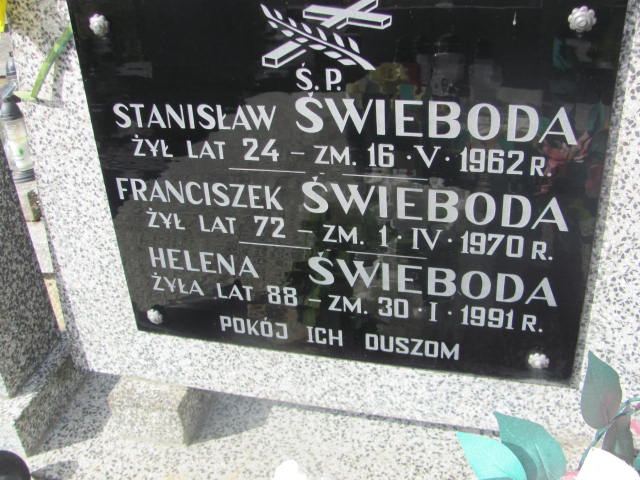 Ś.P.
STANISŁAW ŚWIEBODA
ŻYŁ LAT 24 – ZM. 16·V·1962 R.
FRANCISZEK ŚWIEBODA
ŻYŁ LAT 72 – ZM. 1·IV·1970 R.
HELENA ŚWIEBODA
ŻYŁA LAT 88 – ZM. 30·I·1991 R.
POKÓJ ICH DUSZOM